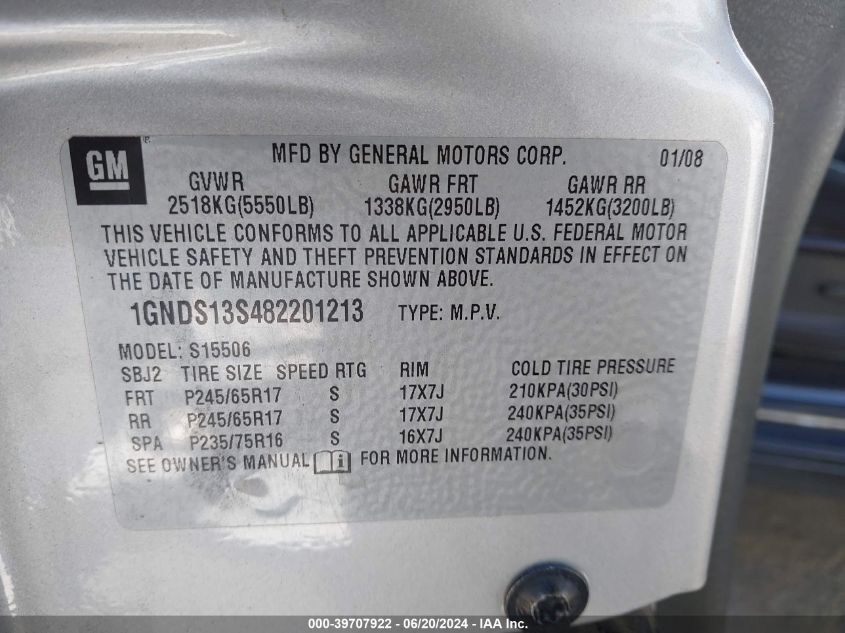 GM
MFD BY GENERAL MOTORS CORP. 01/08
GVWR GAWR FRT GAWR RR
2518KG(5550LB) 1338KG(2950LB) 1452KG(3200LB)
THIS VEHICLE CONFORMS TO ALL APPLICABLE U.S. FEDERAL MOTOR
VEHICLE SAFETY AND THEFT PREVENTION STANDARDS IN EFFECT ON
THE DATE OF MANUFACTURE SHOWN ABOVE.
1GNDS13S482201213 TYPE: M.P.V.
MODEL: S15506
SBJ2 TIRE SIZE SPEED RTG RIM COLD TIRE PRESSURE
FRT P245/65R17 S 17X7J 210KPA(30PSI)
RR P245/65R17 S 17X7J 240KPA(35PSI)
SPA P235/75R16 S 16X7J 240KPA(35PSI)
SEE OWNER'S MANUAL i FOR MORE INFORMATION.
000-39707922 / 06/20/2024 - IAA Inc.